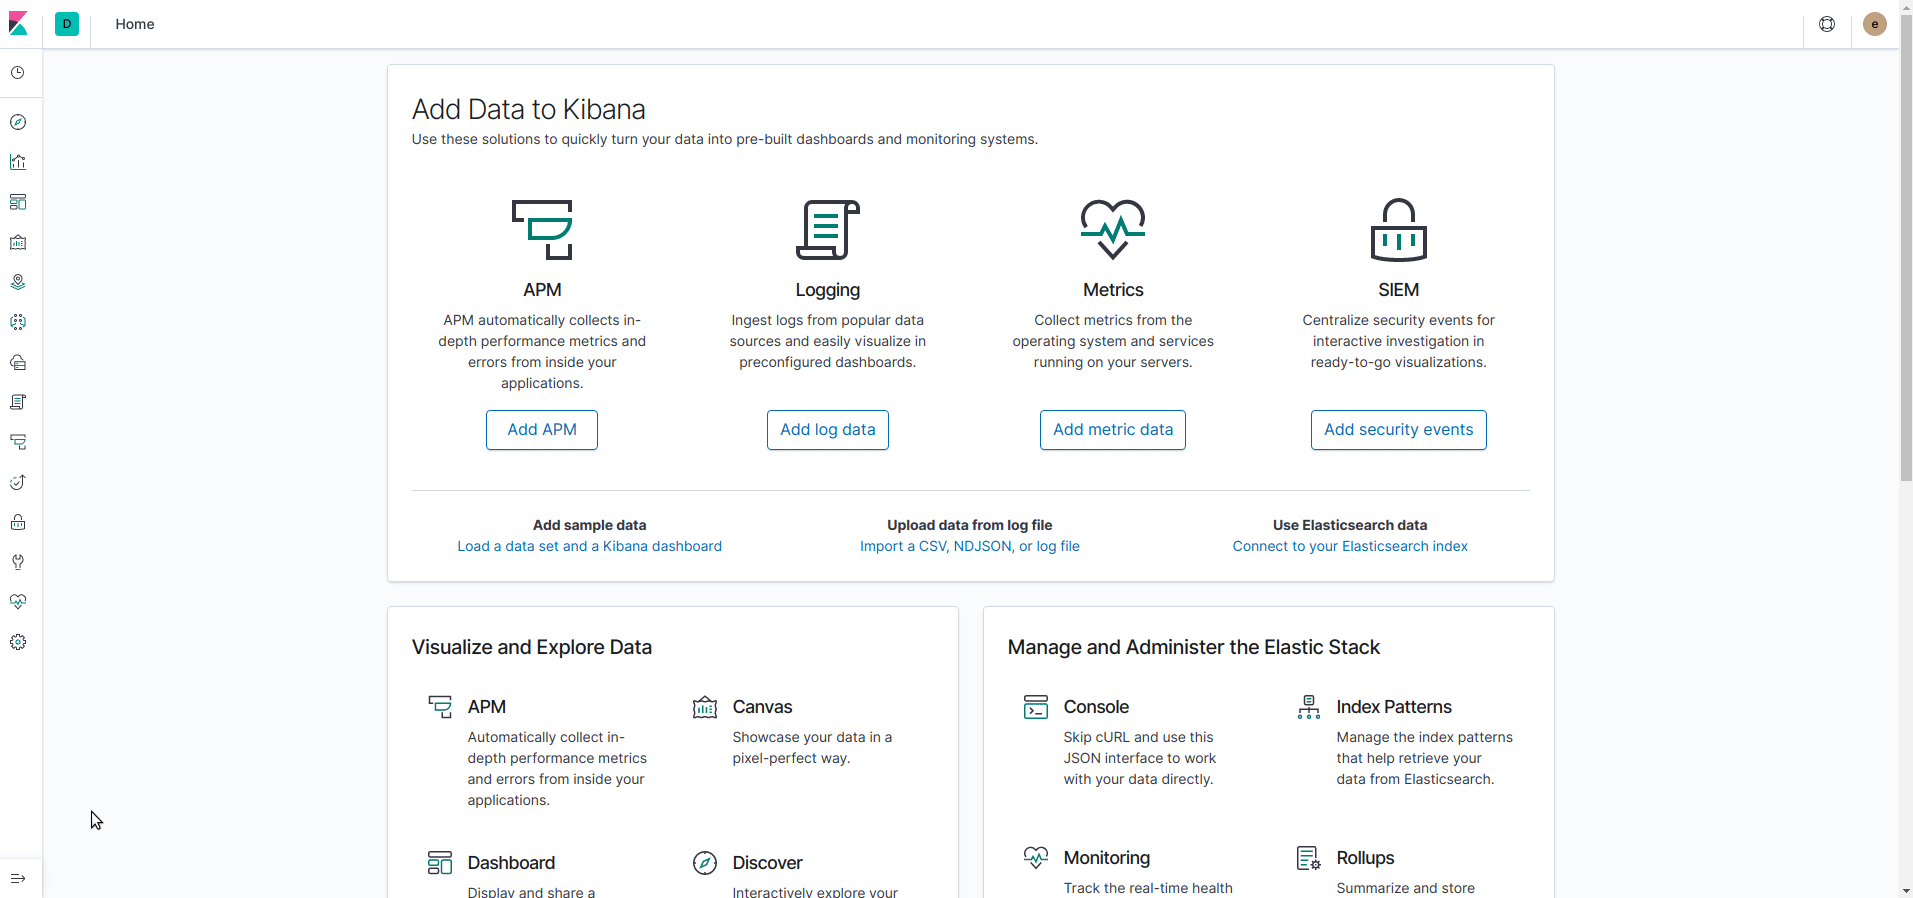 D
Home
e
Add Data to Kibana
Use these solutions to quickly turn your data into pre-built dashboards and monitoring systems.
APM
APM automatically collects in-
depth performance metrics and
errors from inside your
applications.
Add APM
Logging
Ingest logs from popular data
sources and easily visualize in
preconfigured dashboards.
Add log data
Metrics
Collect metrics from the
operating system and services
running on your servers.
Add metric data
SIEM
Centralize security events for
interactive investigation in
ready-to-go visualizations.
Add security events
Add sample data
Load a data set and a Kibana dashboard
Upload data from log file
Import a CSV, NDJSON, or log file
Use Elasticsearch data
Connect to your Elasticsearch index
Visualize and Explore Data
APM
Automatically collect in-
depth performance metrics
and errors from inside your
applications.
Canvas
Showcase your data in a
pixel-perfect way.
Dashboard
Display and share a
Discover
Interactively explore your
Manage and Administer the Elastic Stack
Console
Skip cURL and use this
JSON interface to work
with your data directly.
Index Patterns
Manage the index patterns
that help retrieve your
data from Elasticsearch.
Monitoring
Track the real-time health
Rollups
Summarize and store